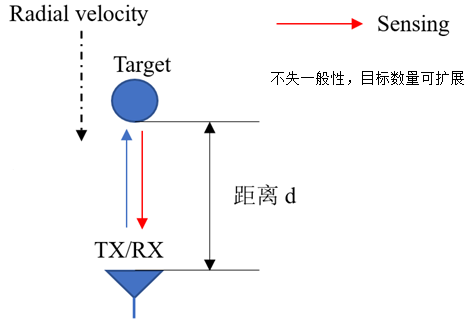 Radial velocity
Sensing
Target
不失一般性，目标数量可扩展
距离 d
TX/RX